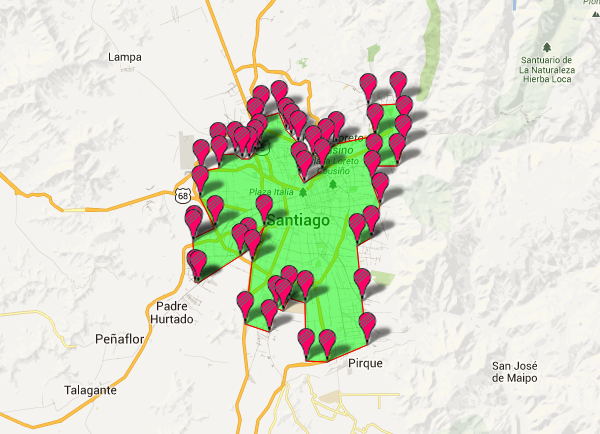 Lampa
Santuario de
La Naturaleza
Hierba Loca
Loreto
Cousiño
Plaza Loreto
Cousiño
Plaza Italia
68
Santiago
Padre
Hurtado
Peñaflor
Talagante
Pirque
San José
de Maipo